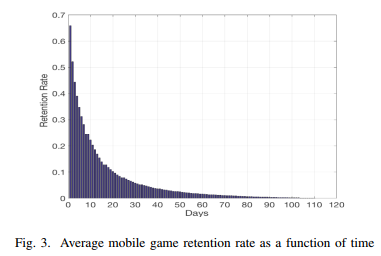 0.7
0.6
0.5
0.4
0.3
0.2
0.1
0
Retention Rate
0 10 20 30 40 50 60 70 80 90 100 110 120
Days
Fig. 3. Average mobile game retention rate as a function of time